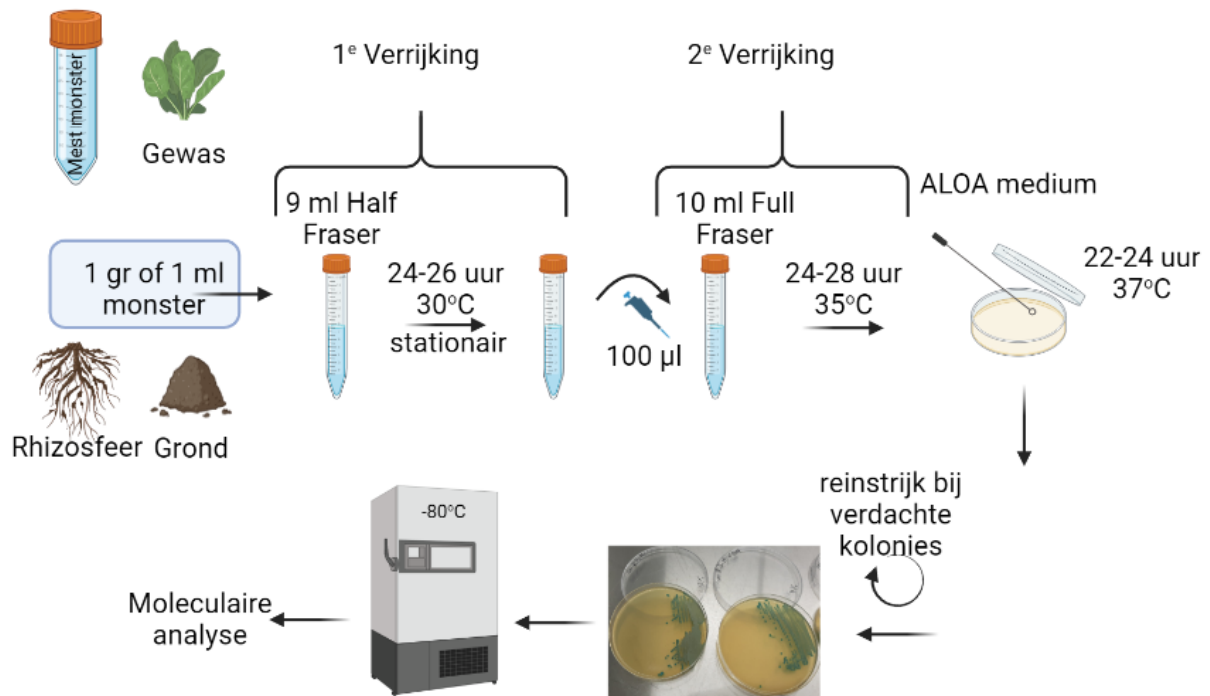 Mest monster
Gewas
1 gr of 1 ml
monster
Rhizosfeer
Grond
1e Verrijking
9 ml Half
Fraser
24-26 uur
30°C
stationair
100 µl
2e Verrijking
10 ml Full
Fraser
24-28 uur
35°C
ALOA medium
22-24 uur
37°C
reinstrijk bij
verdachte
kolonies
-80°C
Moleculaire
analyse